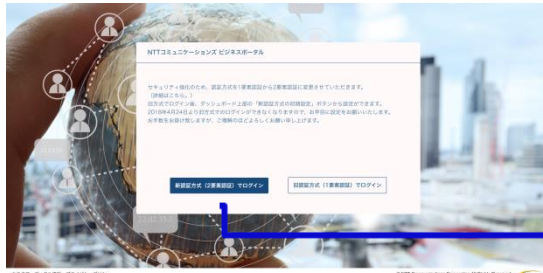 NTTコミュニケーションズ ビジネスポータル
セキュリティ強化のため、認証方式を1要素認証から2要素認証に変更させていただきます。
(詳細はこちら。)
旧方式でログイン後、ダッシュボード上部の「新認証方式の初期設定」ボタンから設定ができます。
2018年4月24日より旧方式でのログインができなくなりますので、お早目に設定をお願いいたします。
お手数をお掛け致しますが、ご理解のほどよろしくお願い申し上げます。
新認証方式(2要素認証)でログイン
旧認証方式(1要素認証)でログイン